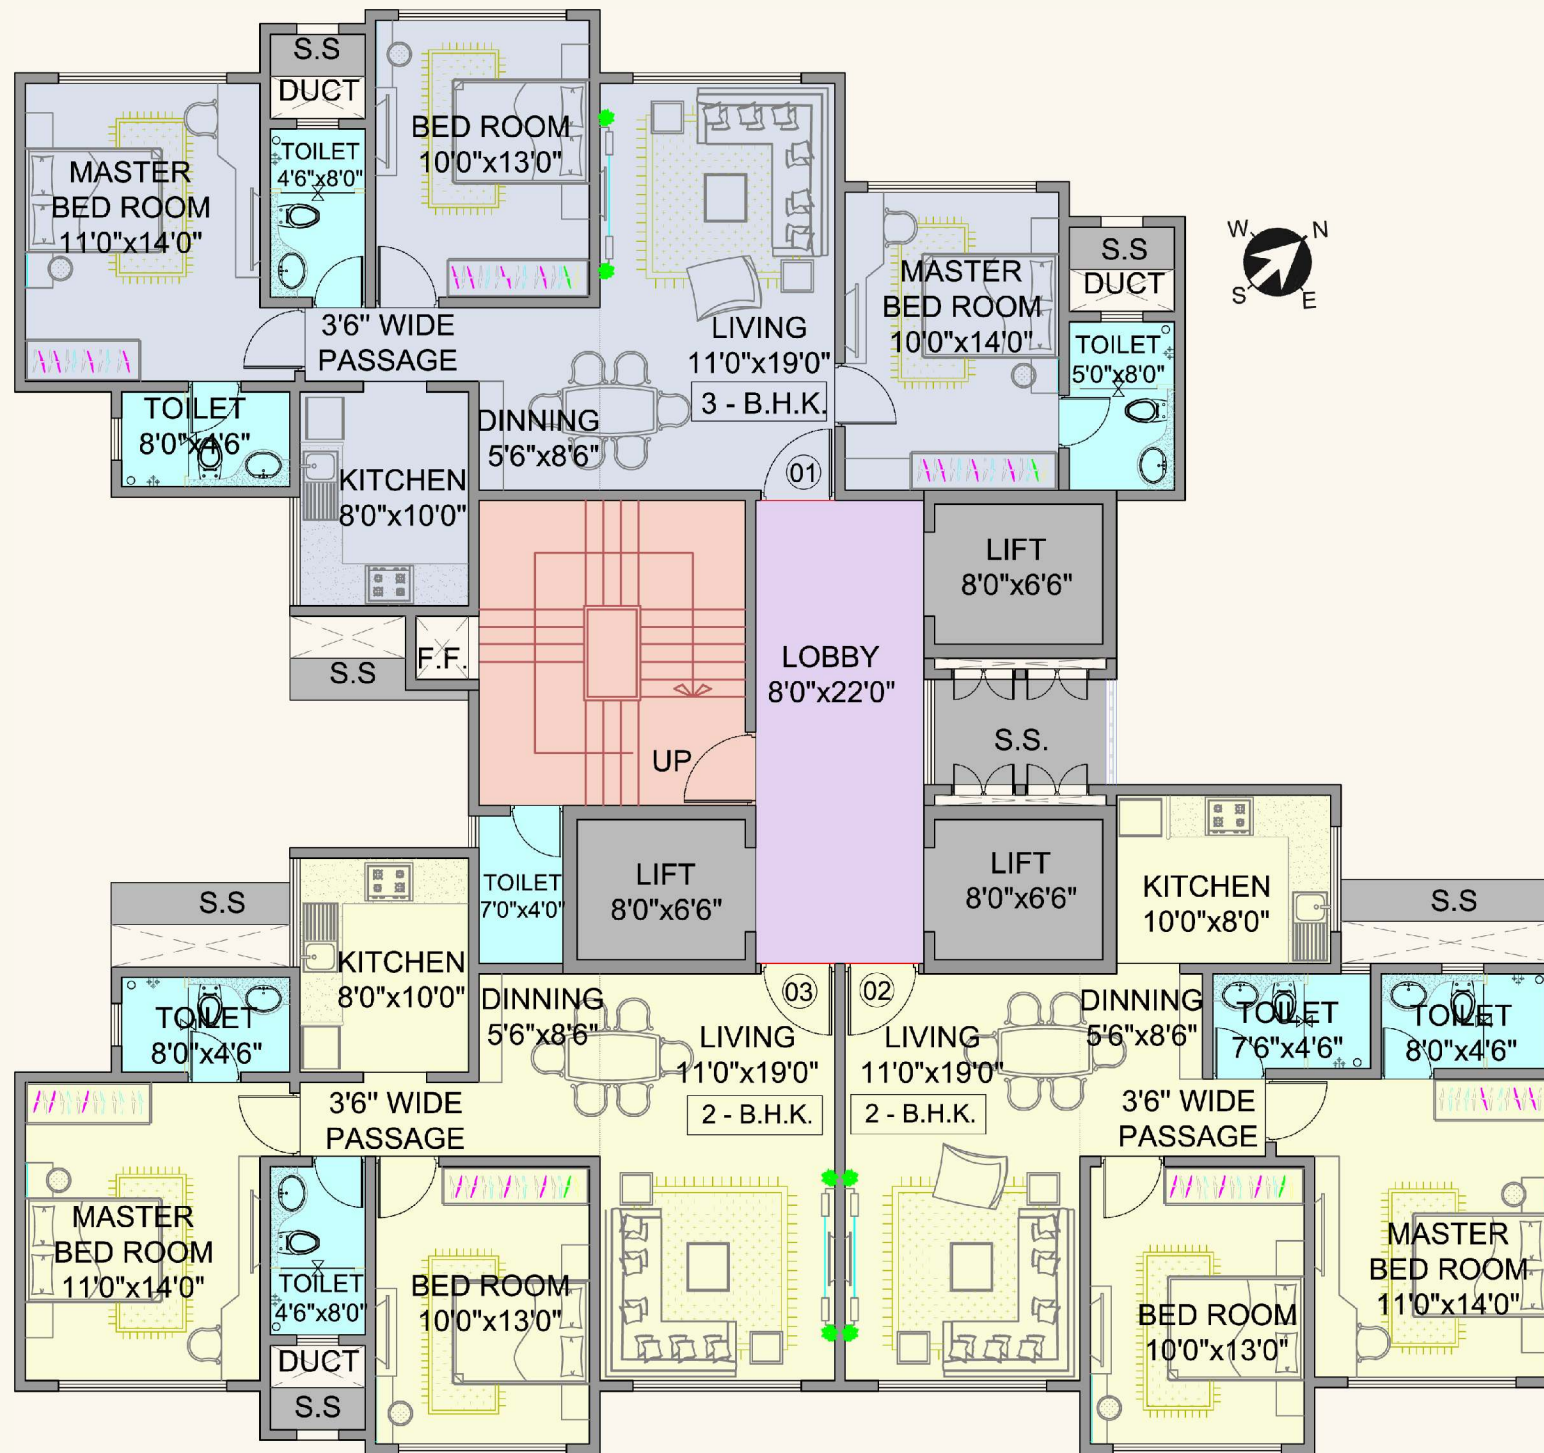 S.S
DUCT
TOILET
4'6"x8'0"
BED ROOM
10'0"x13'0"
MASTER
BED ROOM
11'0"x14'0"
3'6" WIDE
PASSAGE
LIVING
11'0"x19'0"
3 - B.H.K.
MASTER
BED ROOM
10'0"x14'0"
S.S
DUCT
TOILET
5'0"x8'0"
W
N
S
E
TOILET
8'0"x4'6"
DINNING
5'6"x8'6"
01
KITCHEN
8'0"x10'0"
LIFT
8'0"x6'6"
F.F.
S.S
LOBBY
8'0"x22'0"
S.S.
UP
S.S
TOILET
7'0"x4'0"
LIFT
8'0"x6'6"
LIFT
8'0"x6'6"
KITCHEN
10'0"x8'0"
S.S
KITCHEN
8'0"x10'0"
TOILET
8'0"x4'6"
DINNING
5'6"x8'6"
03
02
LIVING
11'0"x19'0"
2 - B.H.K.
LIVING
11'0"x19'0"
2 - B.H.K.
DINNING
5'6"x8'6"
TOILET
7'6"x4'6"
TOILET
8'0"x4'6"
3'6" WIDE
PASSAGE
3'6" WIDE
PASSAGE
MASTER
BED ROOM
11'0"x14'0"
TOILET
4'6"x8'0"
BED ROOM
10'0"x13'0"
DUCT
S.S
BED ROOM
10'0"x13'0"
MASTER
BED ROOM
11'0"x14'0"